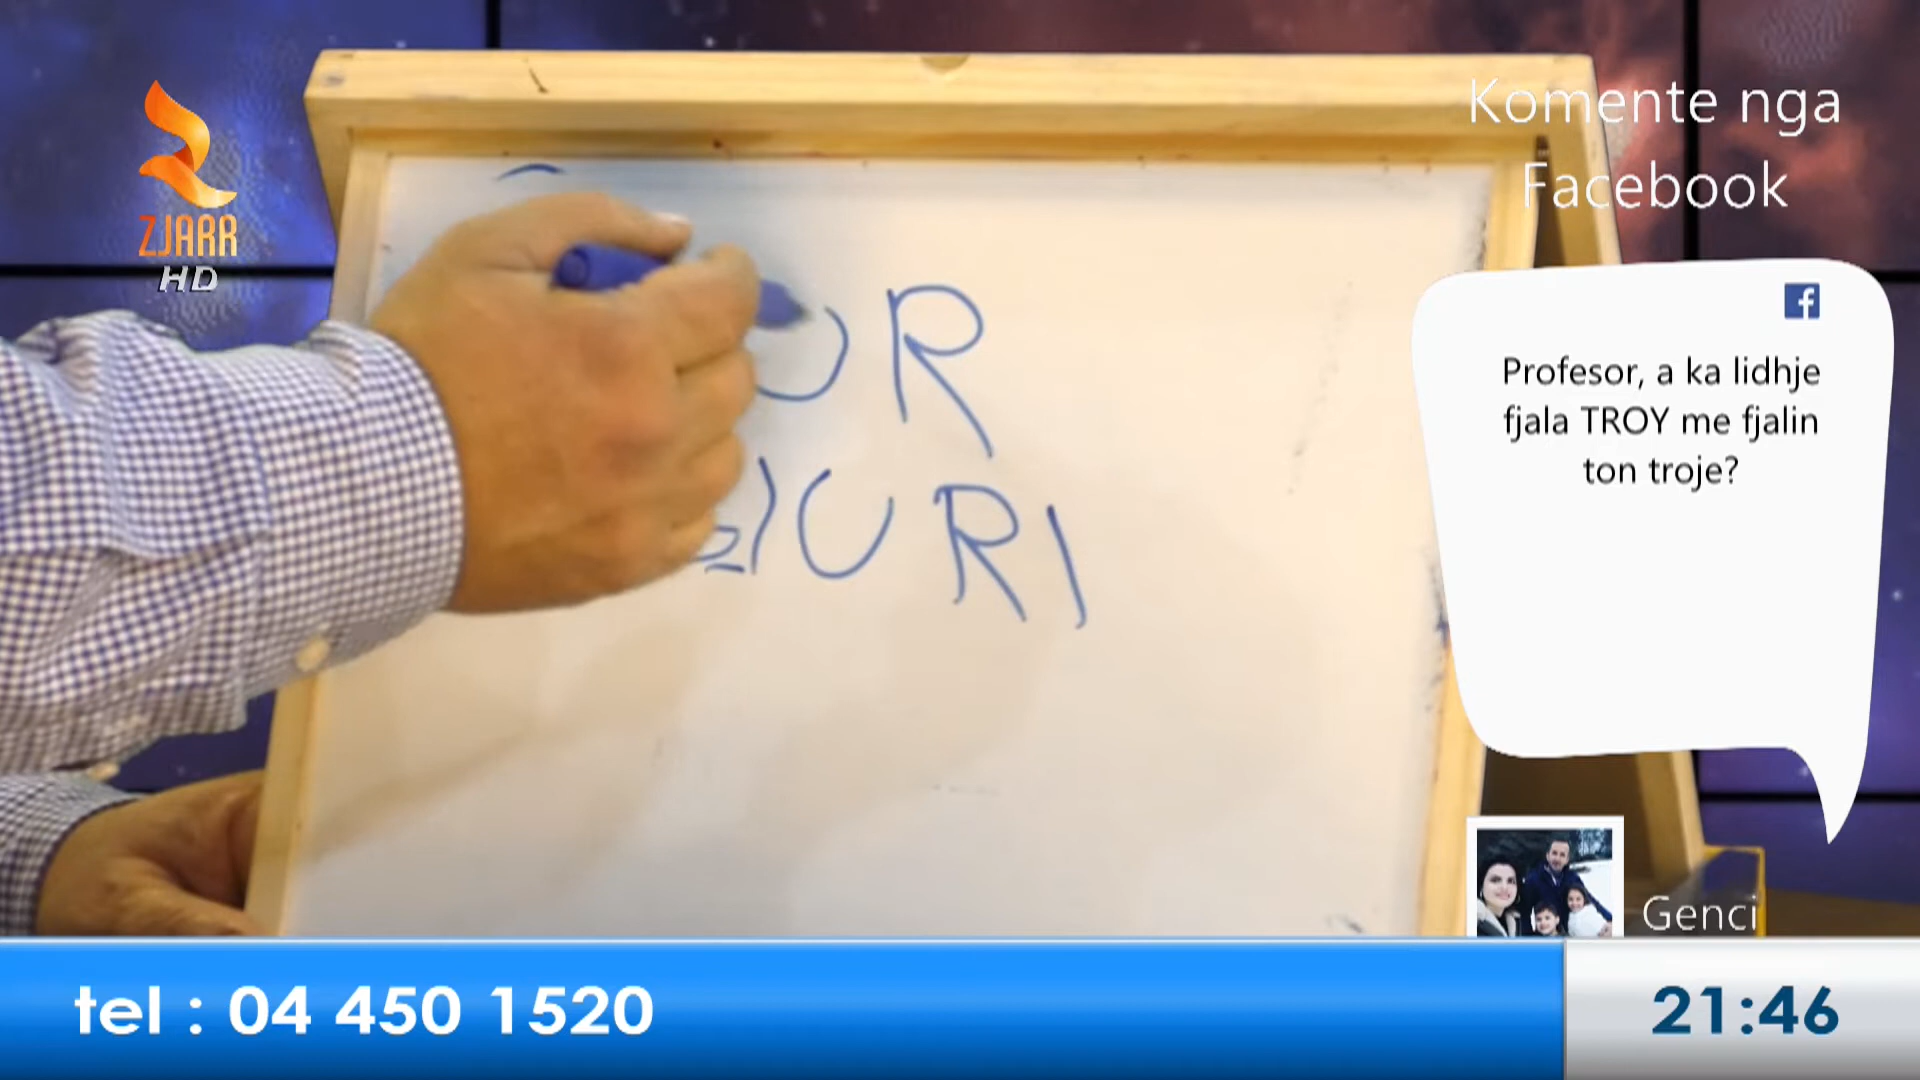 ZJARR
HD
Komente nga
Facebook
Profesor, a ka lidhje
fjala TROY me fjalin
ton troje?
Genci
tel : 04 450 1520
21:46